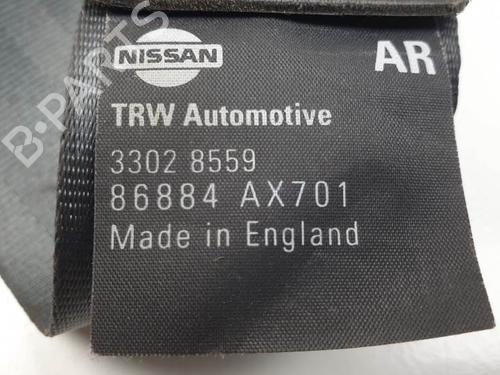 NISSAN
AR
TRW Automotive
3302 8559
86884 AX701
Made in England
B-PARTS